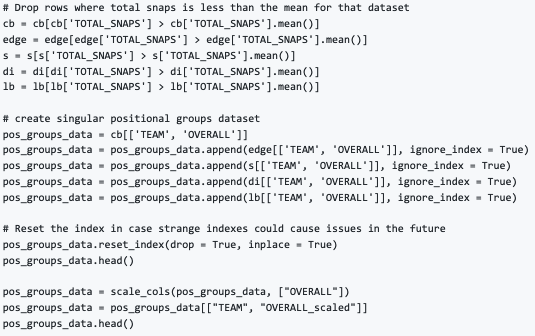 # Drop rows where total snaps is less than the mean for that dataset
cb = cb[cb['TOTAL_SNAPS'] > cb['TOTAL_SNAPS'].mean()]
edge = edge[edge['TOTAL_SNAPS'] > edge['TOTAL_SNAPS'].mean()]
s = s[s['TOTAL_SNAPS'] > s['TOTAL_SNAPS'].mean()]
di = di[di['TOTAL_SNAPS'] > di['TOTAL_SNAPS'].mean()]
lb = lb[lb['TOTAL_SNAPS'] > lb['TOTAL_SNAPS'].mean()]

# create singular positional groups dataset
pos_groups_data = cb[['TEAM', 'OVERALL']]
pos_groups_data = pos_groups_data.append(edge[['TEAM', 'OVERALL']], ignore_index = True)
pos_groups_data = pos_groups_data.append(s[['TEAM', 'OVERALL']], ignore_index = True)
pos_groups_data = pos_groups_data.append(di[['TEAM', 'OVERALL']], ignore_index = True)
pos_groups_data = pos_groups_data.append(lb[['TEAM', 'OVERALL']], ignore_index = True)

# Reset the index in case strange indexes could cause issues in the future
pos_groups_data.reset_index(drop = True, inplace = True)
pos_groups_data.head()

pos_groups_data = scale_cols(pos_groups_data, ["OVERALL"])
pos_groups_data = pos_groups_data[["TEAM", "OVERALL_scaled"]]
pos_groups_data.head()